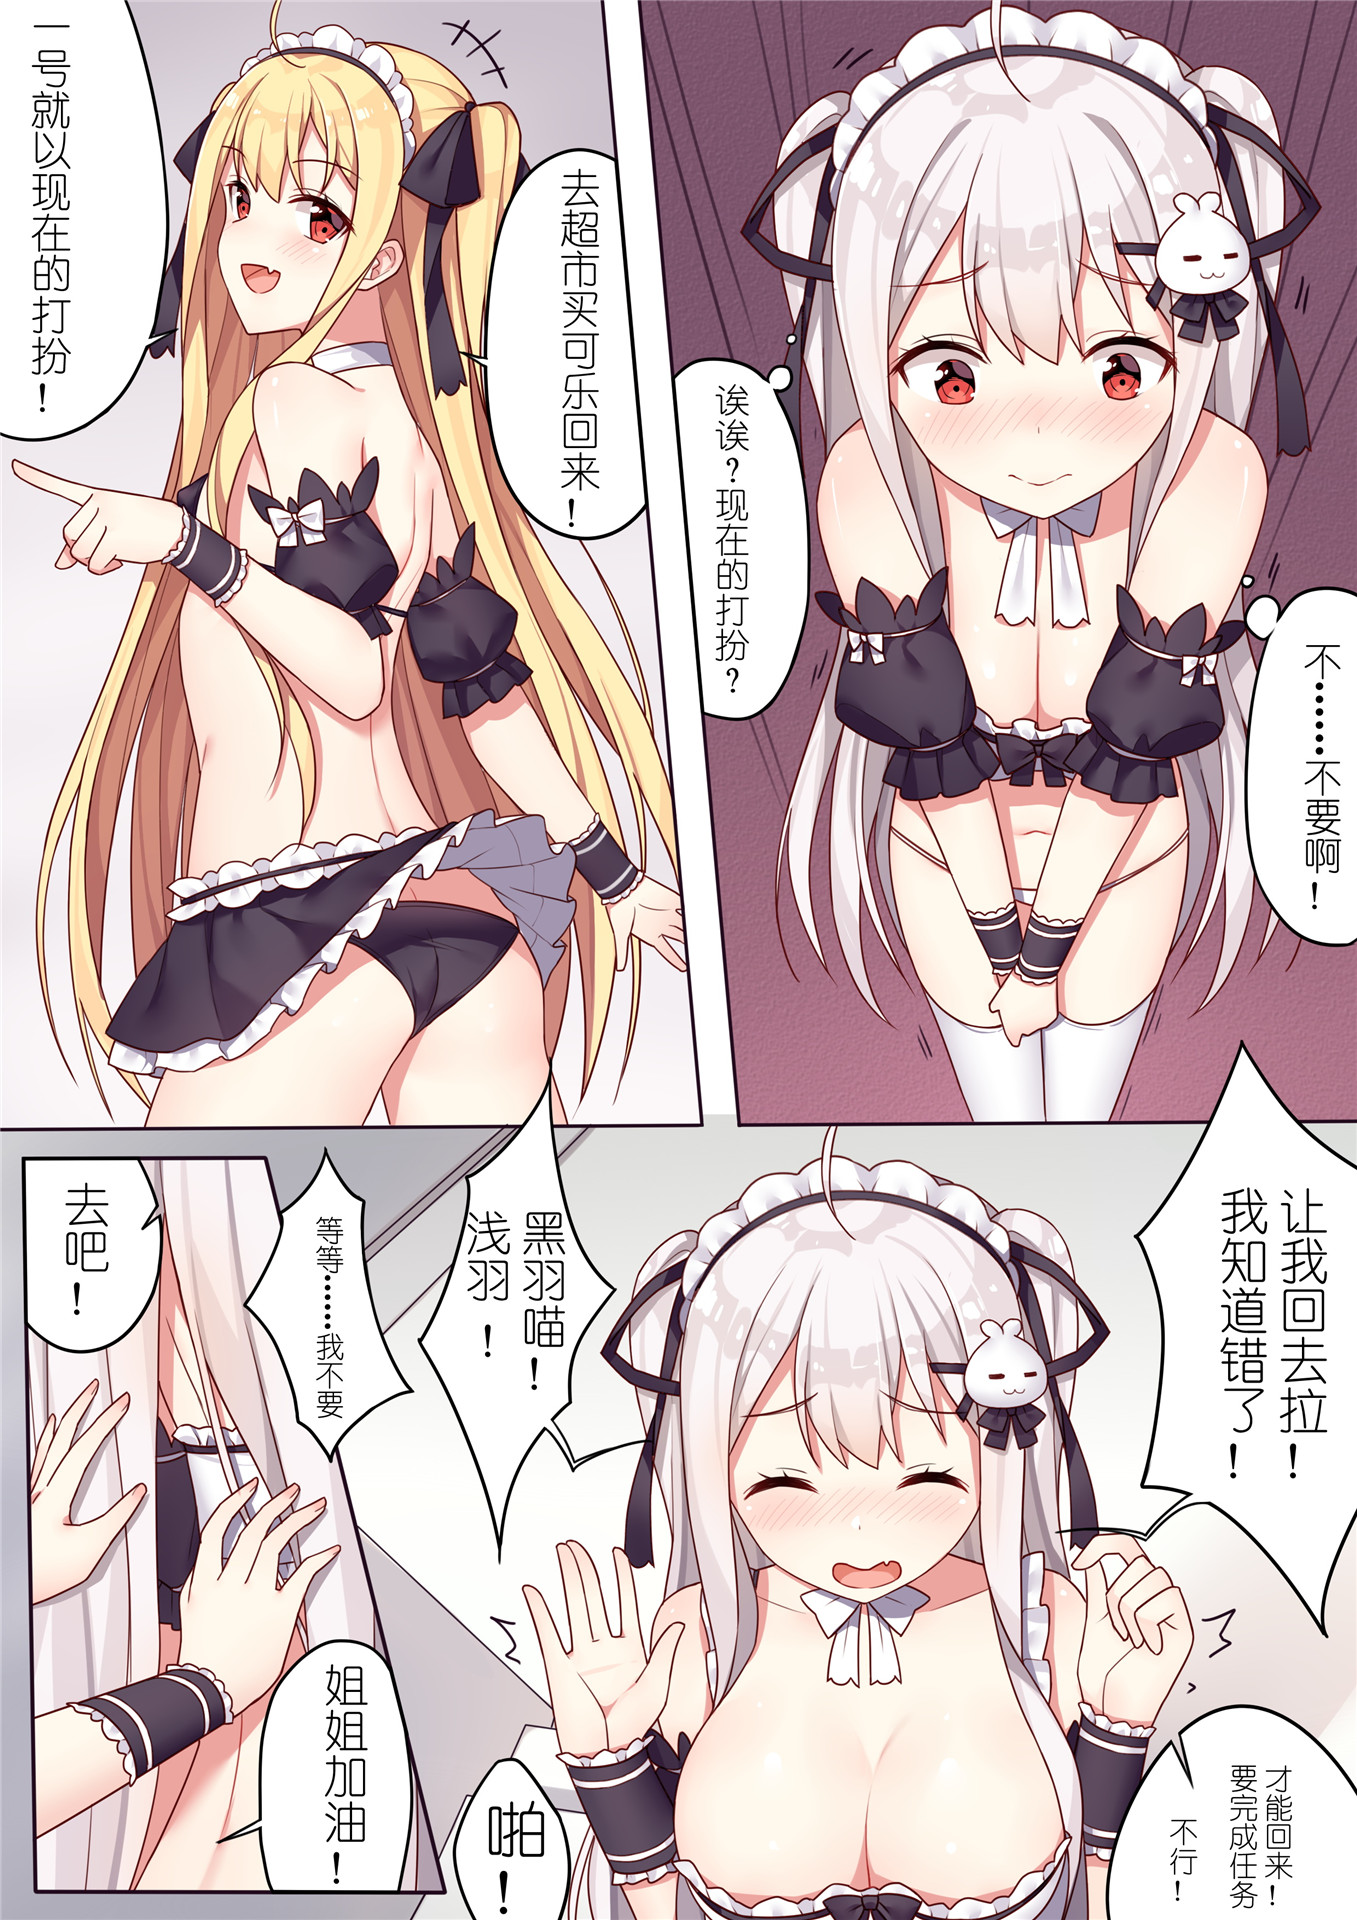 一号就以现在的打扮！
去超市买可乐回来！
诶诶？现在的打扮？
不……不要啊！
去吧！
等等……我不要
姐姐加油！
黑羽喵！
浅羽！
啪！
让我回去拉！
我知道错了！
不行！
要完成任务
才能回来！